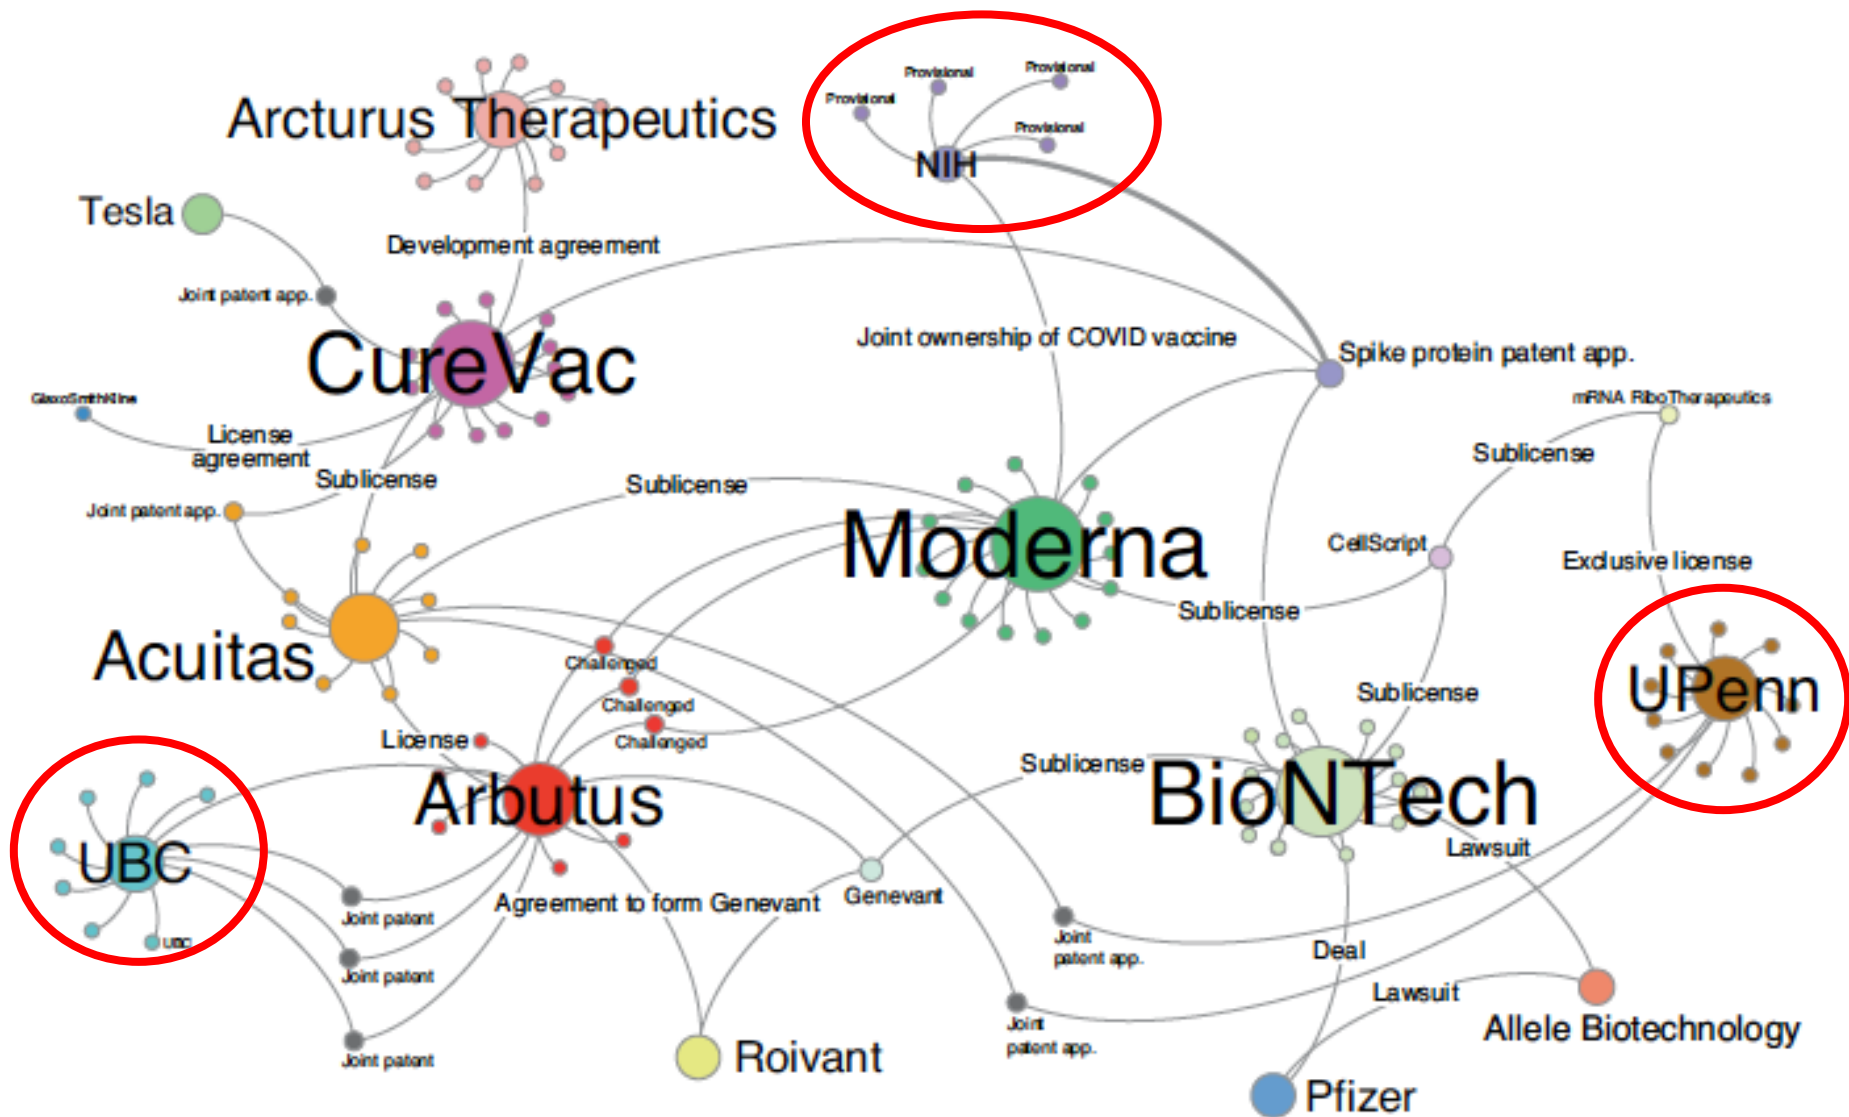 Provisional
Provisional
Provisional
Provisional
Arcturus Therapeutics
NIH
Tesla
Development agreement
Joint patent app.
Joint ownership of COVID vaccine
Spike protein patent app.
CureVac
GlaxoSmithKline
mRNA RiboTherapeutics
License
agreement
Sublicense
Sublicense
Sublicense
Joint patent app.
Moderna
CellScript
Exclusive license
Sublicense
Acuitas
Challenged
Challenged
Challenged
Sublicense
UPenn
License
Sublicense
Arbutus
BioNTech
UBC
Lawsuit
Agreement to form Genevant
Genevant
Joint patent
UBC
Joint
patent app.
Deal
Joint patent
Lawsuit
Joint
patent app.
Allele Biotechnology
Joint patent
Roivant
Pfizer